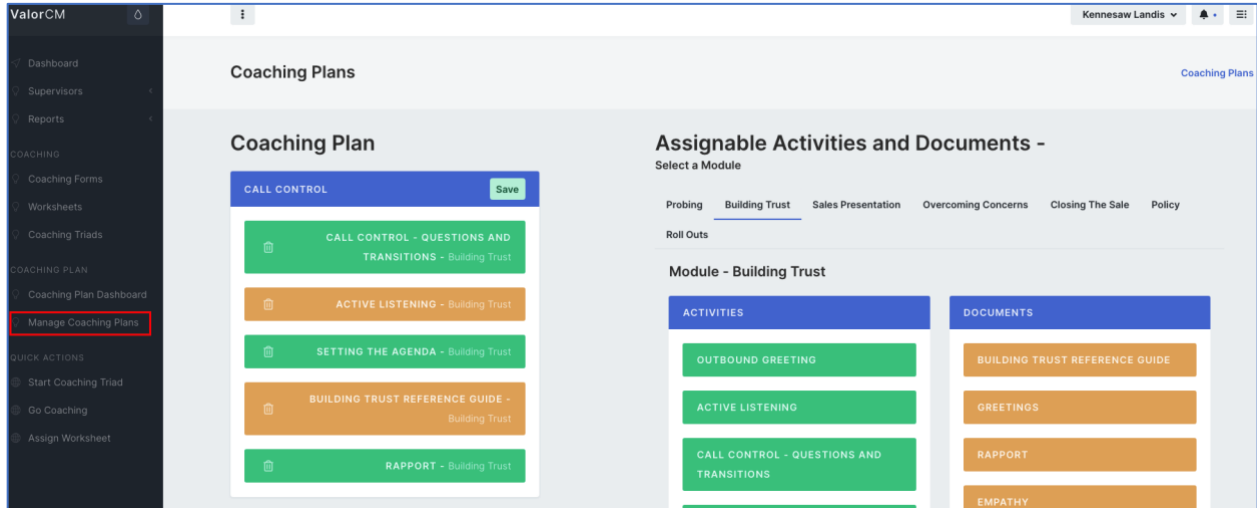 ValorCM
Dashboard
Supervisors
Reports
COACHING
Coaching Forms
Worksheets
Coaching Triads
COACHING PLAN
Coaching Plan Dashboard
Manage Coaching Plans
QUICK ACTIONS
Start Coaching Triad
Go Coaching
Assign Worksheet
Kennesaw Landis
Coaching Plans
Coaching Plans
Coaching Plan
CALL CONTROL
Save
CALL CONTROL - QUESTIONS AND
TRANSITIONS - Building Trust
ACTIVE LISTENING - Building Trust
SETTING THE AGENDA - Building Trust
BUILDING TRUST REFERENCE GUIDE -
Building Trust
RAPPORT - Building Trust
Assignable Activities and Documents -
Select a Module
Probing Building Trust Sales Presentation Overcoming Concerns Closing The Sale Policy
Roll Outs
Module - Building Trust
ACTIVITIES
OUTBOUND GREETING
ACTIVE LISTENING
CALL CONTROL - QUESTIONS AND
TRANSITIONS
DOCUMENTS
BUILDING TRUST REFERENCE GUIDE
GREETINGS
RAPPORT
EMPATHY